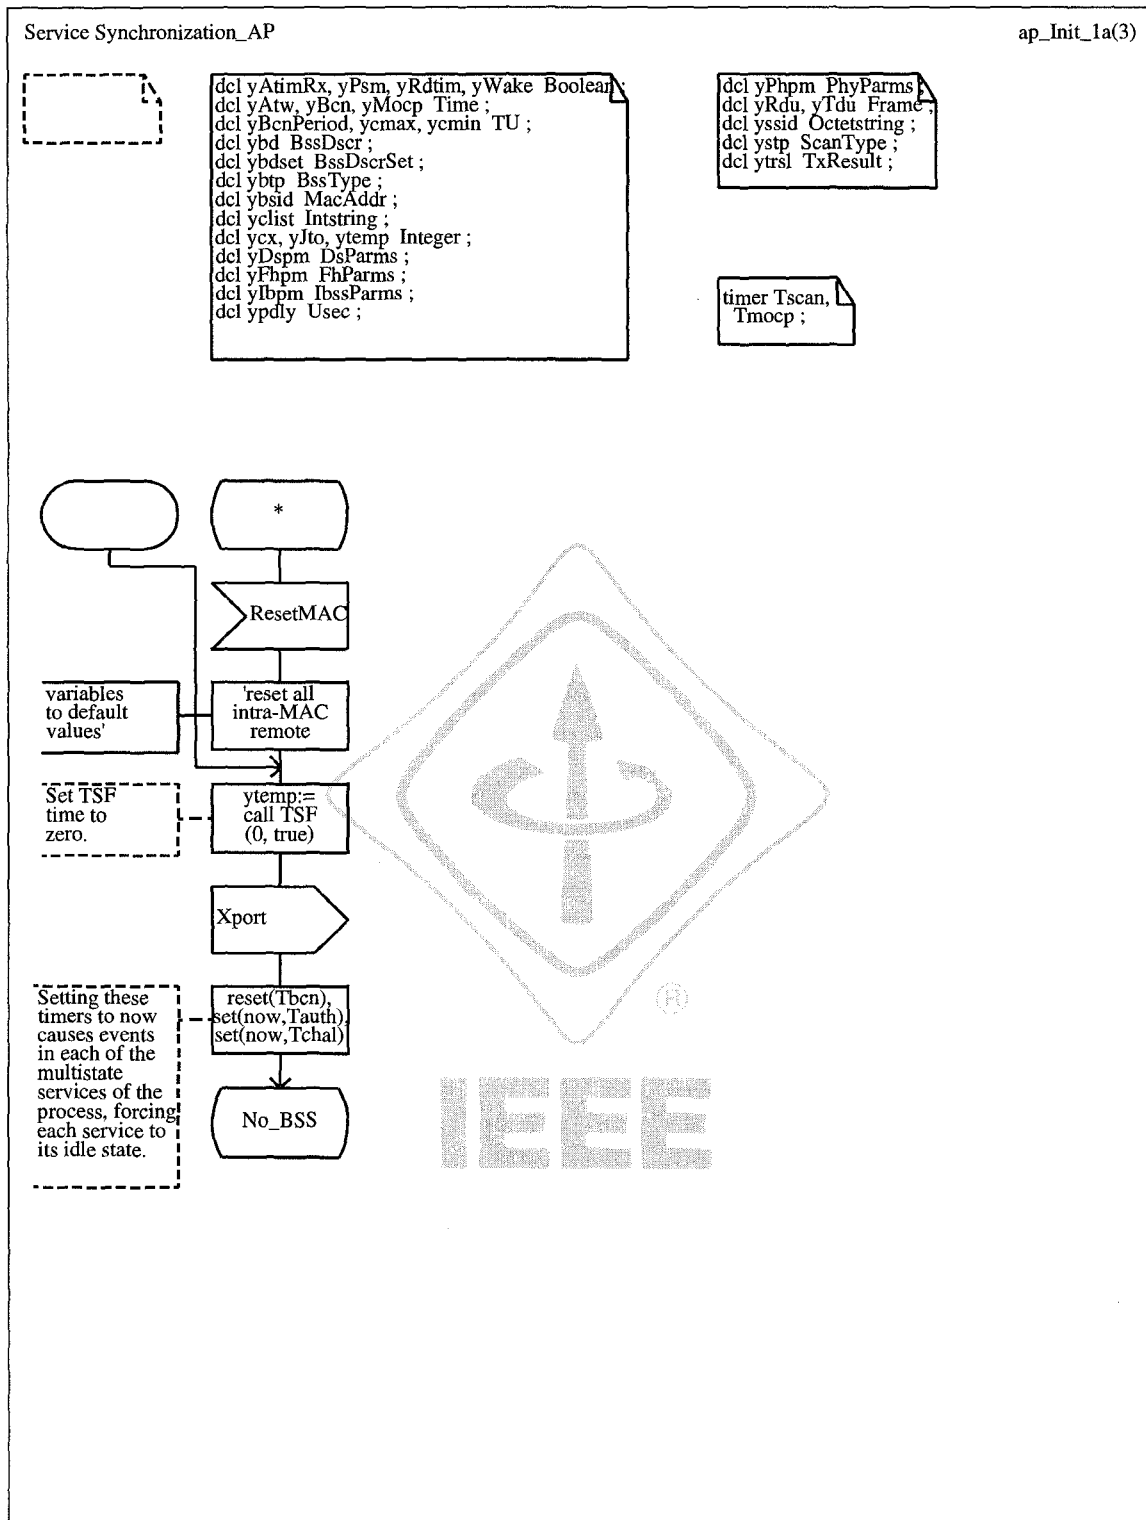 Service Synchronization_AP
ap_Init_1a(3)
dcl yAtimRx, yPsm, yRdtim, yWake Boolean ;
dcl yAtw, yBcn, yMocp Time ;
dcl yBcnPeriod, ycmax, ycmin TU ;
dcl ybd BssDscr ;
dcl ybdset BssDscrSet ;
dcl ybtp BssType ;
dcl ybsid MacAddr ;
dcl yclist Intstring ;
dcl ycx, yJto, ytemp Integer ;
dcl yDspm DsParms ;
dcl yFhpm FhParms ;
dcl yIbpm IbssParms ;
dcl ypdly Usec ;
dcl yPhpm PhyParms ;
dcl yRdu, yTdu Frame ;
dcl yssid Octetstring ;
dcl ystp ScanType ;
dcl ytrsl TxResult ;
timer Tscan,
Tmocp ;
*
ResetMAC
'reset all
intra-MAC
remote
variables
to default
values'
Set TSF
time to
zero.
ytemp:=
call TSF
(0, true)
Xport
Setting these
timers to now
causes events
in each of the
multistate
services of the
process, forcing
each service to
its idle state.
reset(Tbcn),
set(now,Tauth),
set(now,Tchal)
No_BSS
®
IEEE